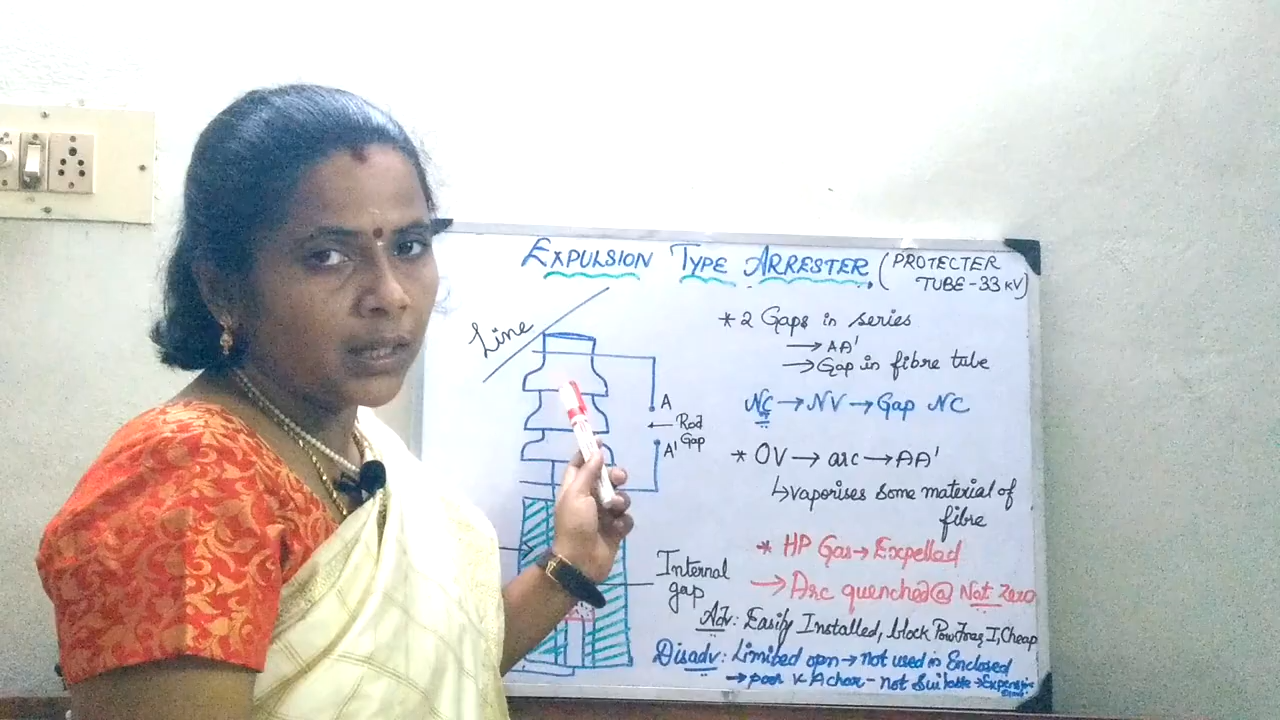 EXPULSION TYPE ARRESTER (PROTECTER
TUBE-33 KV)
Line
A
Rod
Gap
A'
Internal
gap
* 2 Gaps in series
→ AA'
→ Gap in fibre tube
NC → NV → Gap NC
* OV → arc → AA'
↳ vaporises some material of
fibre
* HP Gas → Expelled
→ Arc quenched @ Nat Zero
Adv: Easily Installed, block Pow Freq I, Cheap
Disadv: Limited opn → not used in Enclosed
→ poor V-A char - not Suitable → Expensive